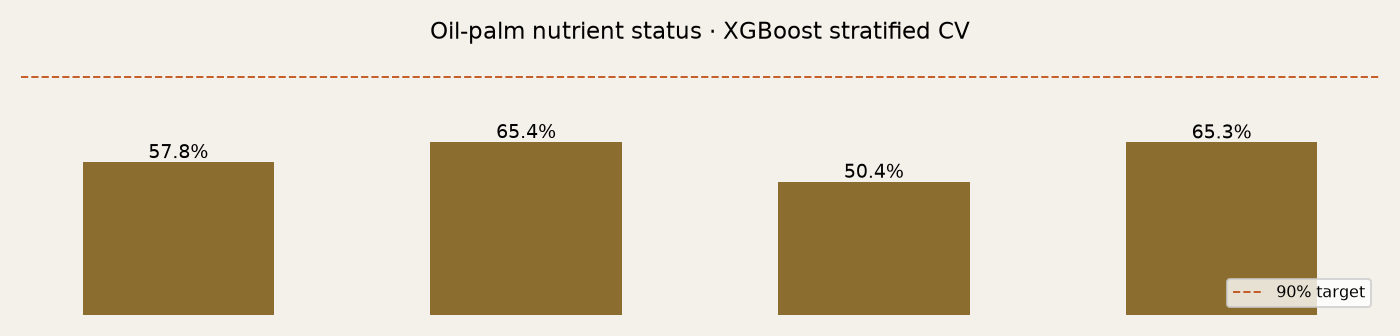 Oil-palm nutrient status · XGBoost stratified CV
57.8%
65.4%
50.4%
65.3%
90% target